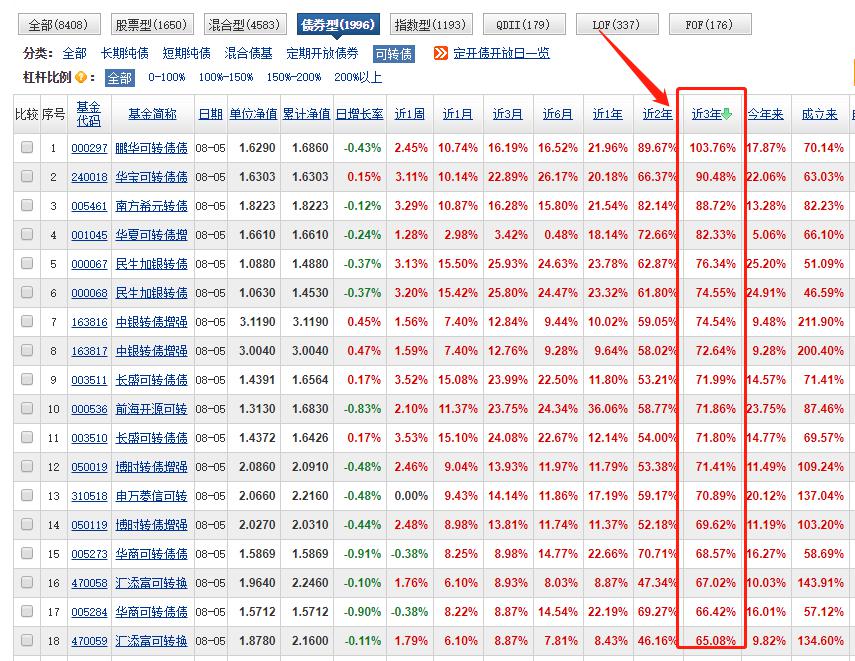 全部(8408) 股票型(1650) 混合型(4583) 债券型(1996) 指数型(1193) QDII(179) LOF(337) FOF(176)
分类： 全部 长期纯债 短期纯债 混合债基 定期开放债券 可转债 定开债开放日一览
杠杆比例 ： 全部 0-100% 100%-150% 150%-200% 200%以上
比较 序号 基金代码 基金简称 日期 单位净值 累计净值 日增长率 近1周 近1月 近3月 近6月 近1年 近2年 近3年 今年来 成立来
1 000297 鹏华可转债债 08-05 1.6290 1.6860 -0.43% 2.45% 10.74% 16.19% 16.52% 21.96% 89.67% 103.76% 17.87% 70.14%
2 240018 华宝可转债债 08-05 1.6303 1.6303 0.15% 3.11% 10.14% 22.89% 26.17% 20.18% 66.37% 90.48% 22.06% 63.03%
3 005461 南方希元转债 08-05 1.8223 1.8223 -0.12% 3.29% 10.87% 16.28% 15.80% 21.54% 82.14% 88.72% 13.28% 82.23%
4 001045 华夏可转债增 08-05 1.6610 1.6610 -0.24% 1.28% 2.98% 3.42% 0.48% 18.14% 72.66% 82.33% 5.06% 66.10%
5 000067 民生加银转债 08-05 1.0880 1.4880 -0.37% 3.13% 15.50% 25.93% 24.63% 23.78% 62.87% 76.34% 25.20% 51.09%
6 000068 民生加银转债 08-05 1.0630 1.4530 -0.37% 3.20% 15.42% 25.80% 24.47% 23.32% 61.80% 74.55% 24.91% 46.59%
7 163816 中银转债增强 08-05 3.1190 3.1190 0.45% 1.56% 7.40% 12.84% 9.44% 10.02% 59.05% 74.54% 9.48% 211.90%
8 163817 中银转债增强 08-05 3.0040 3.0040 0.47% 1.59% 7.40% 12.76% 9.28% 9.64% 58.02% 72.64% 9.28% 200.40%
9 003511 长盛可转债债 08-05 1.4391 1.6564 0.17% 3.52% 15.08% 23.99% 22.50% 11.80% 53.21% 71.99% 14.57% 71.41%
10 000536 前海开源可转 08-05 1.3130 1.6830 -0.83% 2.10% 11.37% 23.75% 24.34% 36.06% 58.77% 71.86% 23.75% 87.46%
11 003510 长盛可转债债 08-05 1.4372 1.6426 0.17% 3.53% 15.10% 24.08% 22.67% 12.14% 54.00% 71.80% 14.77% 69.57%
12 050019 博时转债增强 08-05 2.0860 2.0910 -0.48% 2.46% 9.04% 13.93% 11.97% 11.79% 53.38% 71.41% 11.49% 109.24%
13 310518 申万菱信可转 08-05 2.0660 2.2160 -0.48% 0.00% 9.43% 14.14% 11.86% 17.19% 59.17% 70.89% 20.12% 137.04%
14 050119 博时转债增强 08-05 2.0270 2.0310 -0.44% 2.48% 8.98% 13.81% 11.74% 11.37% 52.18% 69.62% 11.19% 103.20%
15 005273 华商可转债债 08-05 1.5869 1.5869 -0.91% -0.38% 8.25% 8.98% 14.77% 22.66% 70.71% 68.57% 16.27% 58.69%
16 470058 汇添富可转换 08-05 1.9640 2.2460 -0.10% 1.76% 6.10% 8.93% 8.03% 8.87% 47.34% 67.02% 10.03% 143.91%
17 005284 华商可转债债 08-05 1.5712 1.5712 -0.90% -0.38% 8.22% 8.87% 14.54% 22.19% 69.27% 66.42% 16.01% 57.12%
18 470059 汇添富可转换 08-05 1.8780 2.1600 -0.11% 1.79% 6.10% 8.87% 7.81% 8.43% 46.16% 65.08% 9.82% 134.60%